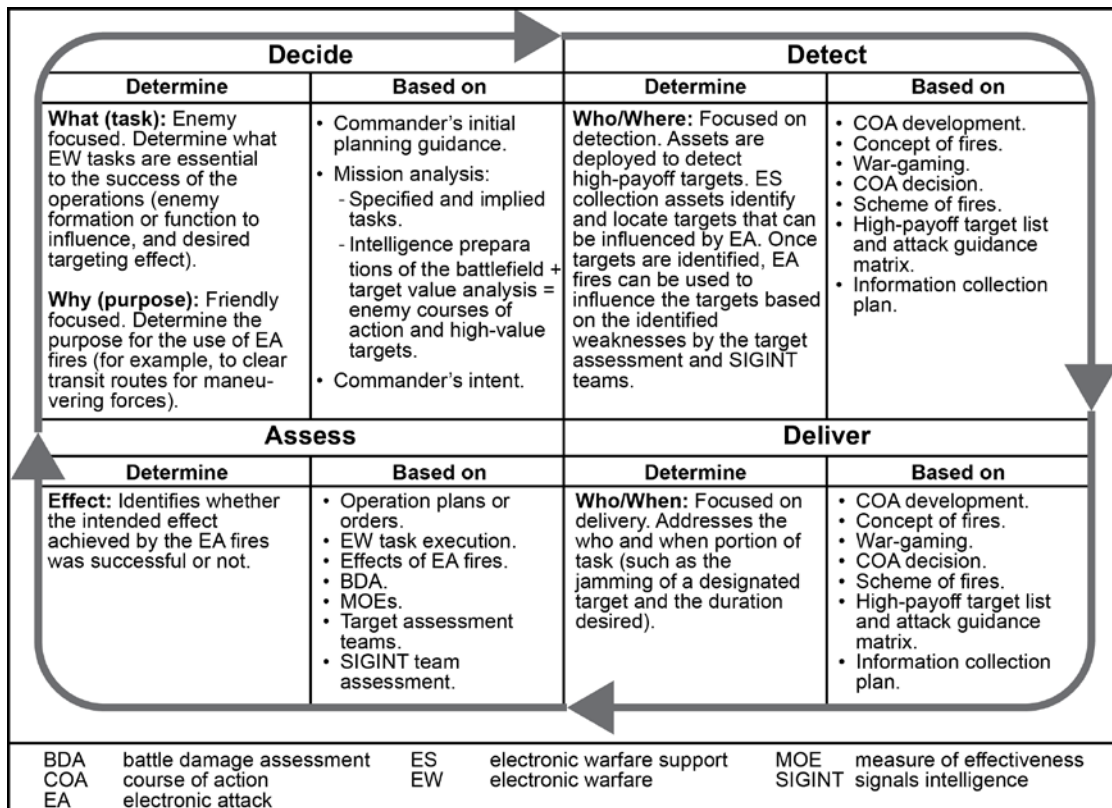 Decide
Determine
Based on
What (task): Enemy
focused. Determine what
EW tasks are essential
to the success of the
operations (enemy
formation or function to
influence, and desired
targeting effect).
Why (purpose): Friendly
focused. Determine the
purpose for the use of EA
fires (for example, to clear
transit routes for maneu-
vering forces).
• Commander's initial
planning guidance.
• Mission analysis:
- Specified and implied
tasks.
- Intelligence prepara
tions of the battlefield +
target value analysis =
enemy courses of
action and high-value
targets.
• Commander's intent.
Detect
Determine
Based on
Who/Where: Focused on
detection. Assets are
deployed to detect
high-payoff targets. ES
collection assets identify
and locate targets that can
be influenced by EA. Once
targets are identified, EA
fires can be used to
influence the targets based
on the identified
weaknesses by the target
assessment and SIGINT
teams.
• COA development.
• Concept of fires.
• War-gaming.
• COA decision.
• Scheme of fires.
• High-payoff target list
and attack guidance
matrix.
• Information collection
plan.
Assess
Determine
Based on
Effect: Identifies whether
the intended effect
achieved by the EA fires
was successful or not.
• Operation plans or
orders.
• EW task execution.
• Effects of EA fires.
• BDA.
• MOEs.
• Target assessment
teams.
• SIGINT team
assessment.
Deliver
Determine
Based on
Who/When: Focused on
delivery. Addresses the
who and when portion of
task (such as the
jamming of a designated
target and the duration
desired).
• COA development.
• Concept of fires.
• War-gaming.
• COA decision.
• Scheme of fires.
• High-payoff target list
and attack guidance
matrix.
• Information collection
plan.
BDA battle damage assessment
COA course of action
EA electronic attack
ES electronic warfare support
EW electronic warfare
MOE measure of effectiveness
SIGINT signals intelligence